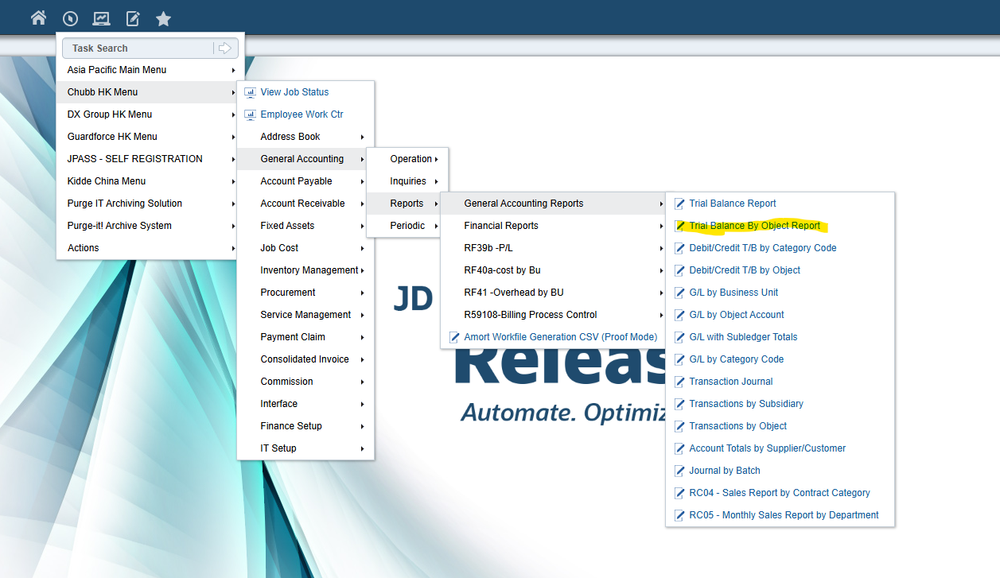 Task Search
Asia Pacific Main Menu
Chubb HK Menu
DX Group HK Menu
Guardforce HK Menu
JPASS - SELF REGISTRATION
Kidde China Menu
Purge IT Archiving Solution
Purge-it! Archive System
Actions
View Job Status
Employee Work Ctr
Address Book
General Accounting
Account Payable
Account Receivable
Fixed Assets
Job Cost
Inventory Management
Procurement
Service Management
Payment Claim
Consolidated Invoice
Commission
Interface
Finance Setup
IT Setup
Operation
Inquiries
Reports
Periodic
General Accounting Reports
Financial Reports
RF39b -P/L
RF40a-cost by Bu
RF41 -Overhead by BU
R59108-Billing Process Control
Amort Workfile Generation CSV (Proof Mode)
Trial Balance Report
Trial Balance By Object Report
Debit/Credit T/B by Category Code
Debit/Credit T/B by Object
G/L by Business Unit
G/L by Object Account
G/L with Subledger Totals
G/L by Category Code
Transaction Journal
Transactions by Subsidiary
Transactions by Object
Account Totals by Supplier/Customer
Journal by Batch
RC04 - Sales Report by Contract Category
RC05 - Monthly Sales Report by Department
JD
Releas
Automate. Optimiz